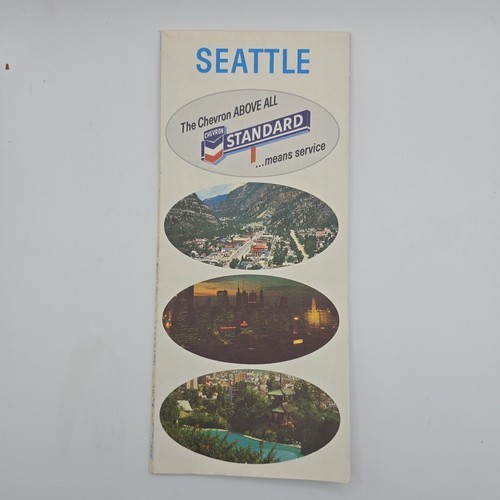 SEATTLE
The Chevron ABOVE ALL
CHEVRON
STANDARD
...means service